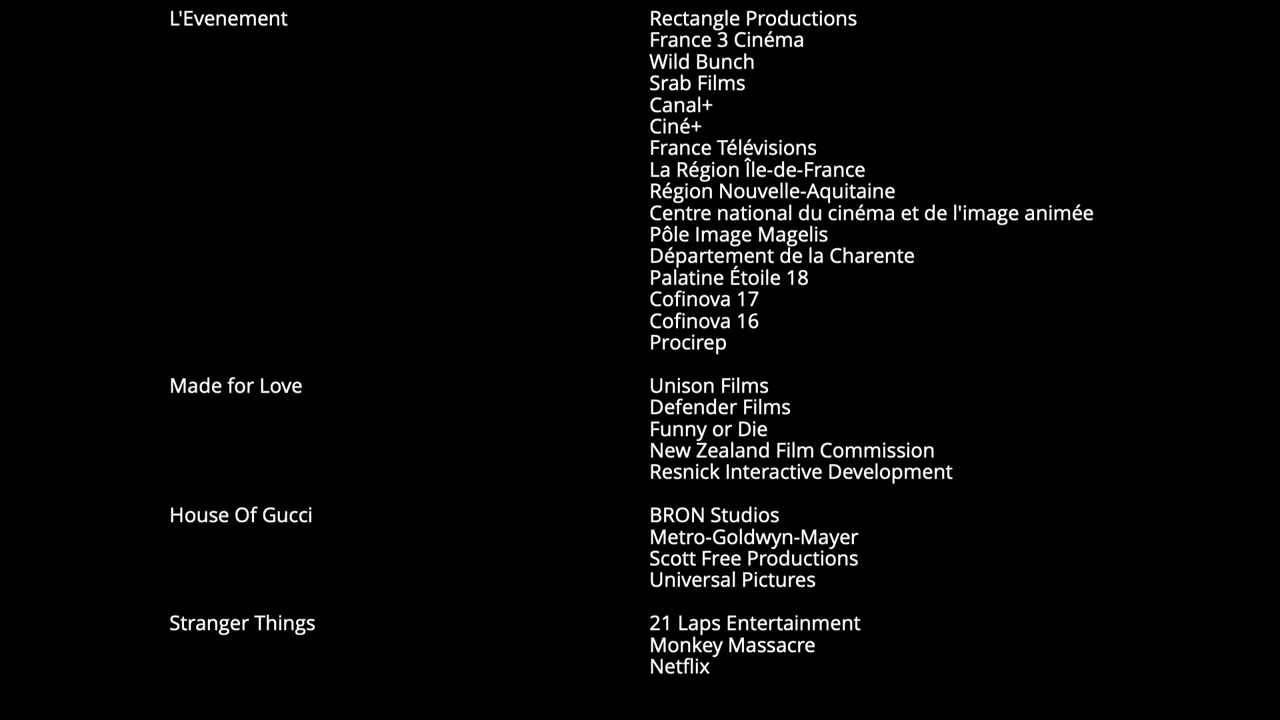 L'Evenement Rectangle Productions
France 3 Cinéma
Wild Bunch
Srab Films
Canal+
Ciné+
France Télévisions
La Région Île-de-France
Région Nouvelle-Aquitaine
Centre national du cinéma et de l'image animée
Pôle Image Magelis
Département de la Charente
Palatine Étoile 18
Cofinova 17
Cofinova 16
Procirep
Made for Love Unison Films
Defender Films
Funny or Die
New Zealand Film Commission
Resnick Interactive Development
House Of Gucci BRON Studios
Metro-Goldwyn-Mayer
Scott Free Productions
Universal Pictures
Stranger Things 21 Laps Entertainment
Monkey Massacre
Netflix